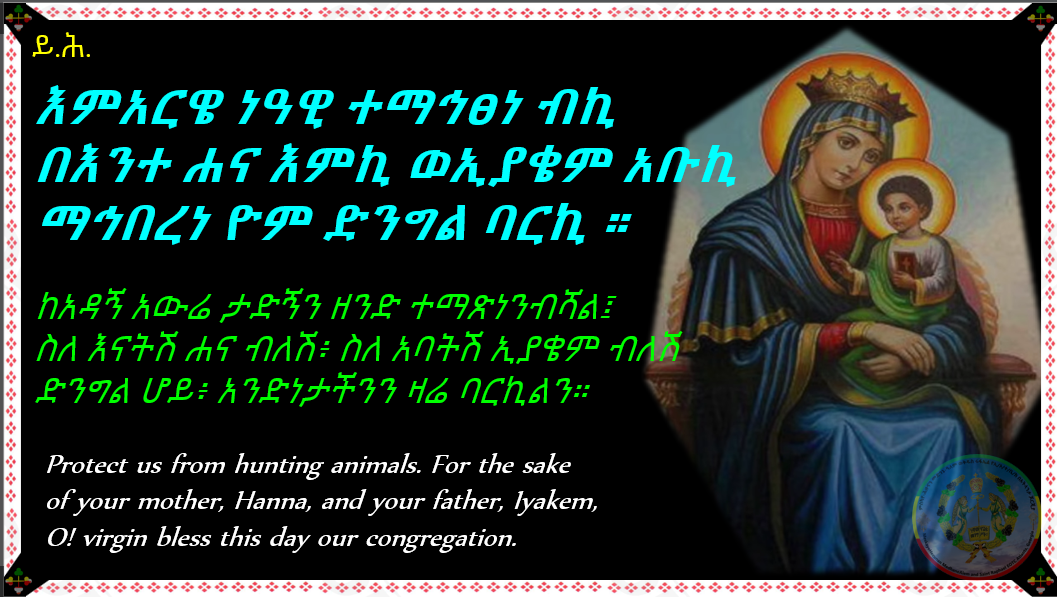 ይ.ሕ.
እምአርዌ ነዓዊ ተማኅፀነ ብኪ
በእንተ ሐና እምኪ ወኢያቄም አቡኪ
ማኅበረነ ዮም ድንግል ባርኪ ።
ከአዳኝ አውሬ ታድኝን ዘንድ ተማጽነንብሻል፤
ስለ እናትሽ ሐና ብለሽ፥ ስለ አባትሽ ኢያቄም ብለሽ
ድንግል ሆይ፥ አንድነታችንን ዛሬ ባርኪልን።
Protect us from hunting animals. For the sake
of your mother, Hanna, and your father, Iyakem,
O! virgin bless this day our congregation.